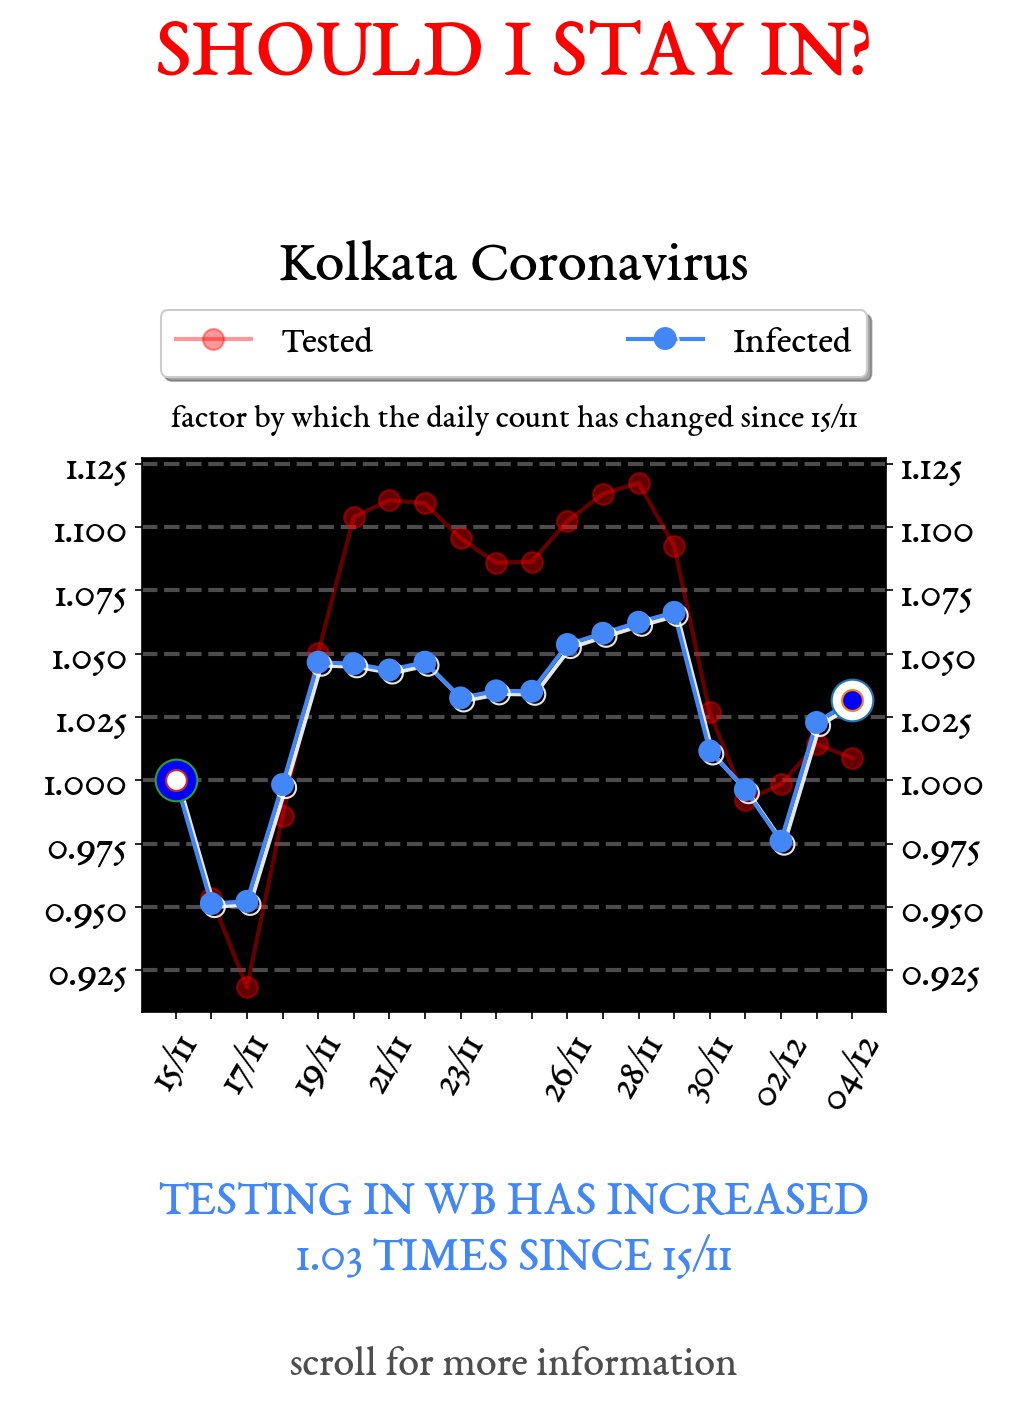 SHOULD I STAY IN?
Kolkata Coronavirus
Tested Infected
factor by which the daily count has changed since 15/11
1.125 1.125
1.100 1.100
1.075 1.075
1.050 1.050
1.025 1.025
1.000 1.000
0.975 0.975
0.950 0.950
0.925 0.925
15/11 17/11 19/11 21/11 23/11 26/11 28/11 30/11 02/12 04/12
TESTING IN WB HAS INCREASED
1.03 TIMES SINCE 15/11
scroll for more information